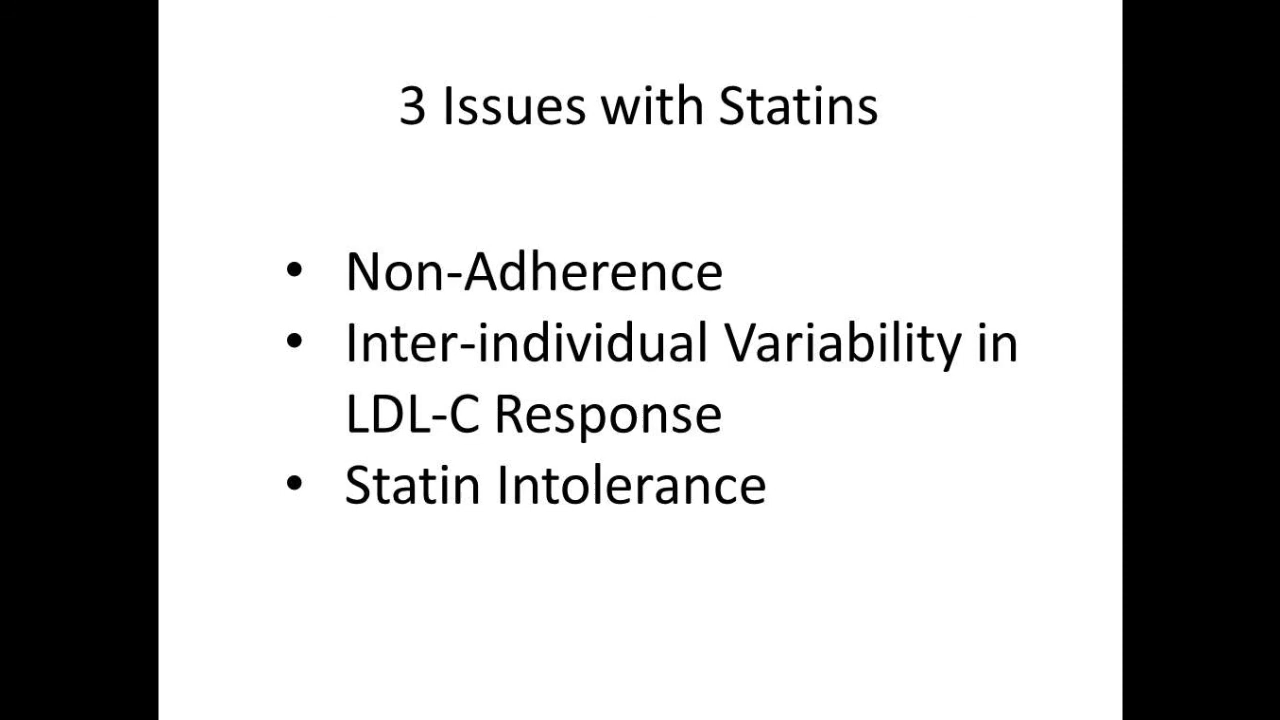 3 Issues with Statins
• Non-Adherence
• Inter-individual Variability in
LDL-C Response
• Statin Intolerance